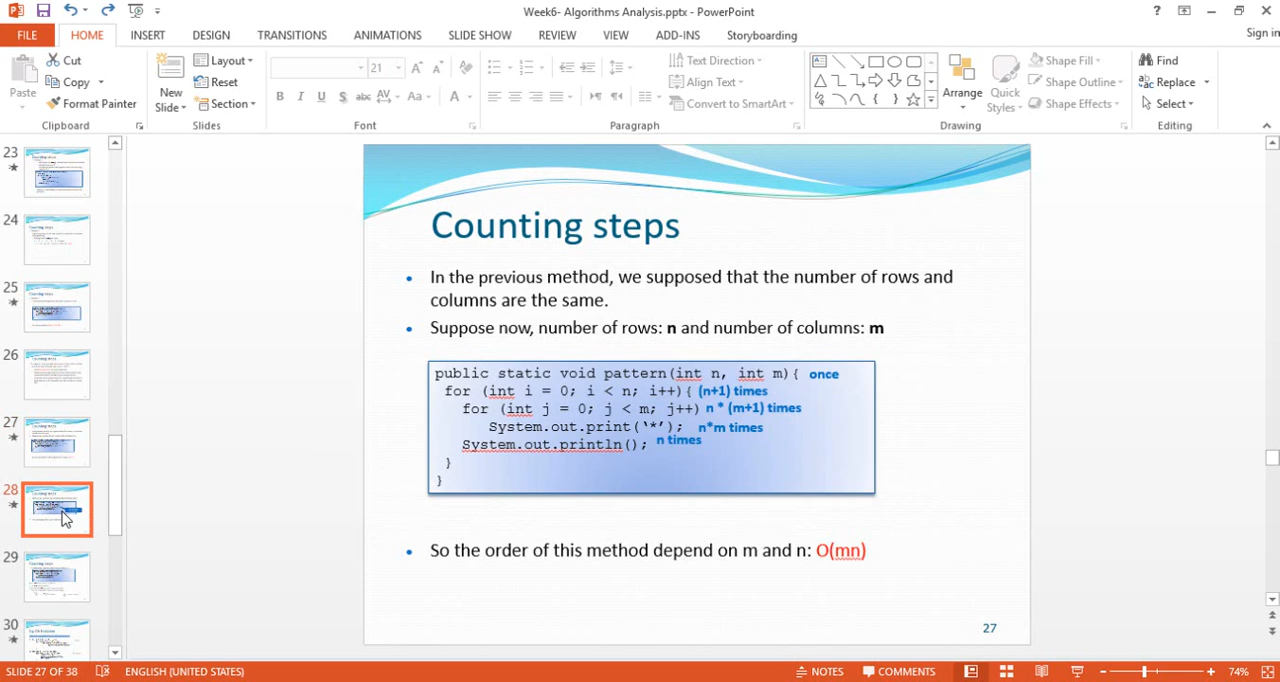 Week6- Algorithms Analysis.pptx - PowerPoint
?
Sign in
FILE HOME INSERT DESIGN TRANSITIONS ANIMATIONS SLIDE SHOW REVIEW VIEW ADD-INS Storyboarding
Paste
Cut
Copy
Format Painter
Clipboard
New
Slide
Layout
Reset
Section
Slides
21
B I U S abc AV Aa A
Font
Text Direction
Align Text
Convert to SmartArt
Paragraph
Arrange
Quick
Styles
Shape Fill
Shape Outline
Shape Effects
Drawing
Find
Replace
Select
Editing
23
24
25
26
27
28
29
30
Counting steps
• In the previous method, we supposed that the number of rows and
columns are the same.
• Suppose now, number of rows: n and number of columns: m
public static void pattern(int n, int m){ once
for (int i = 0; i < n; i++){ (n+1) times
for (int j = 0; j < m; j++) n * (m+1) times
System.out.print('*'); n*m times
System.out.println(); n times
}
}
• So the order of this method depend on m and n: O(mn)
27
SLIDE 27 OF 38 ENGLISH (UNITED STATES) NOTES COMMENTS 74%